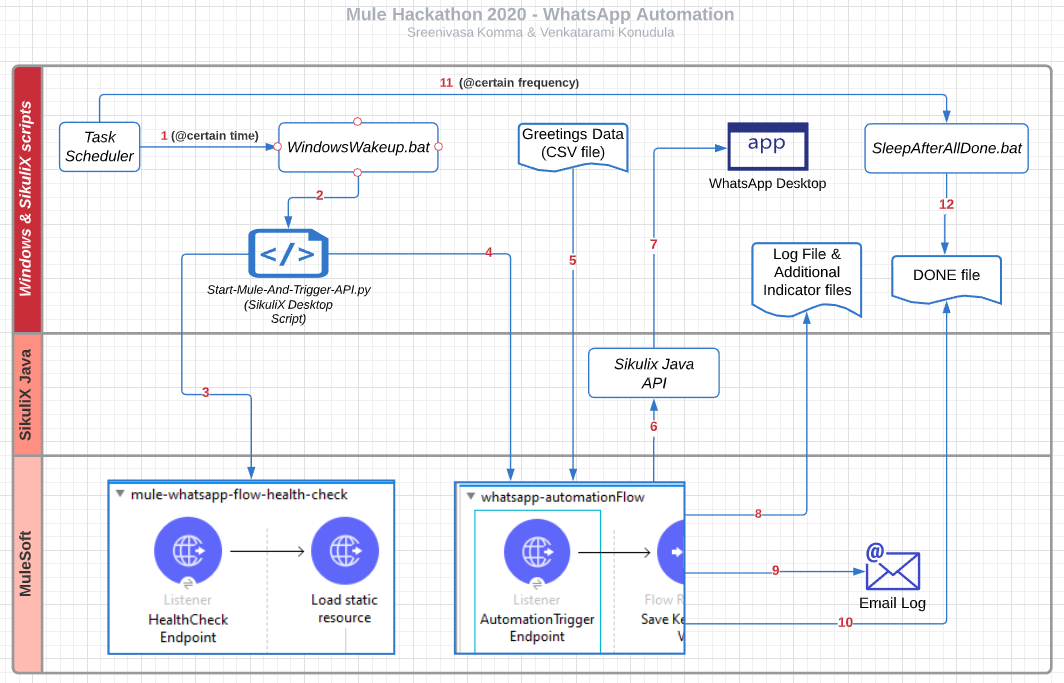 Mule Hackathon 2020 - WhatsApp Automation
Sreenivasa Komma & Venkatarami Konudula
Windows & SikuliX scripts
11 (@certain frequency)
Task
Scheduler
1 (@certain time)
WindowsWakeup.bat
Greetings Data
(CSV file)
app
WhatsApp Desktop
SleepAfterAllDone.bat
2
12
</>
4
5
7
Start-Mule-And-Trigger-API.py
(SikuliX Desktop
Script)
Log File &
Additional
Indicator files
DONE file
SikuliX Java
3
Sikulix Java
API
6
MuleSoft
mule-whatsapp-flow-health-check
Listener
HealthCheck
Endpoint
Load static
resource
whatsapp-automationFlow
Listener
AutomationTrigger
Endpoint
Flow R
Save Ke
V
8
9
@
Email Log
10